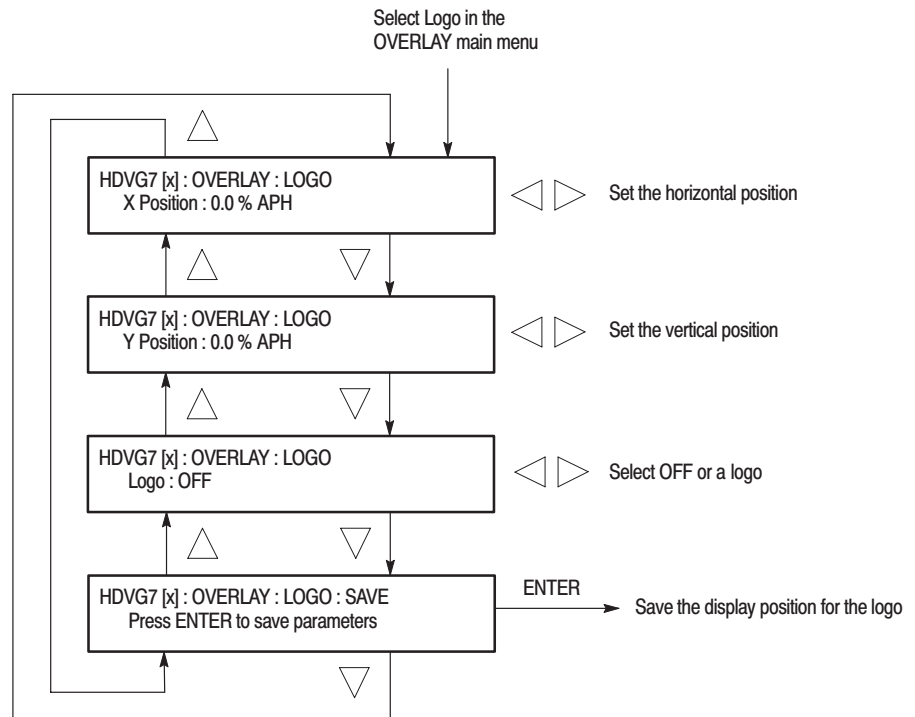 Select Logo in the
OVERLAY main menu
HDVG7 [x] : OVERLAY : LOGO
X Position : 0.0 % APH
Set the horizontal position
HDVG7 [x] : OVERLAY : LOGO
Y Position : 0.0 % APH
Set the vertical position
HDVG7 [x] : OVERLAY : LOGO
Logo : OFF
Select OFF or a logo
HDVG7 [x] : OVERLAY : LOGO : SAVE
Press ENTER to save parameters
ENTER
Save the display position for the logo